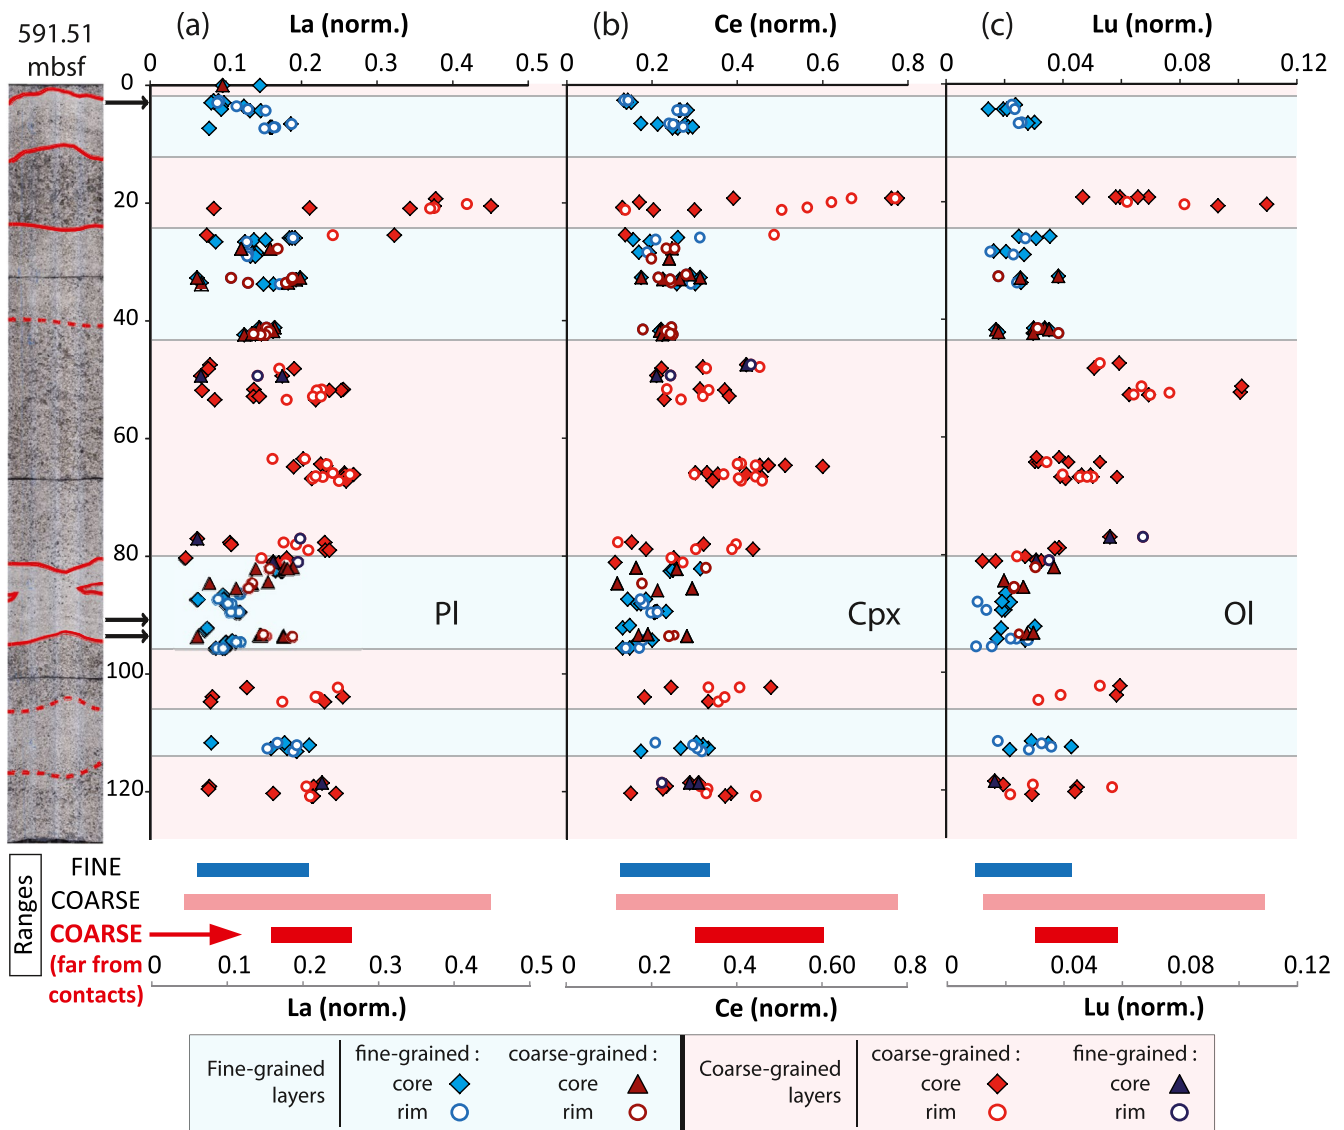 591.51
mbsf
(a)
La (norm.)
(b)
Ce (norm.)
(c)
Lu (norm.)
0
0.1
0.2
0.3
0.4
0.5
0
0.2
0.4
0.6
0.8
0
0.04
0.08
0.12
0
20
40
60
80
100
120
Pl
Cpx
Ol
Ranges
FINE
COARSE
COARSE
(far from
contacts)
0
0.1
0.2
0.3
0.4
0.5
0
0.2
0.4
0.60
0.8
0
0.04
0.08
0.12
La (norm.)
Ce (norm.)
Lu (norm.)
Fine-grained
layers
fine-grained :
core
rim
coarse-grained :
core
rim
Coarse-grained
layers
coarse-grained :
core
rim
fine-grained :
core
rim